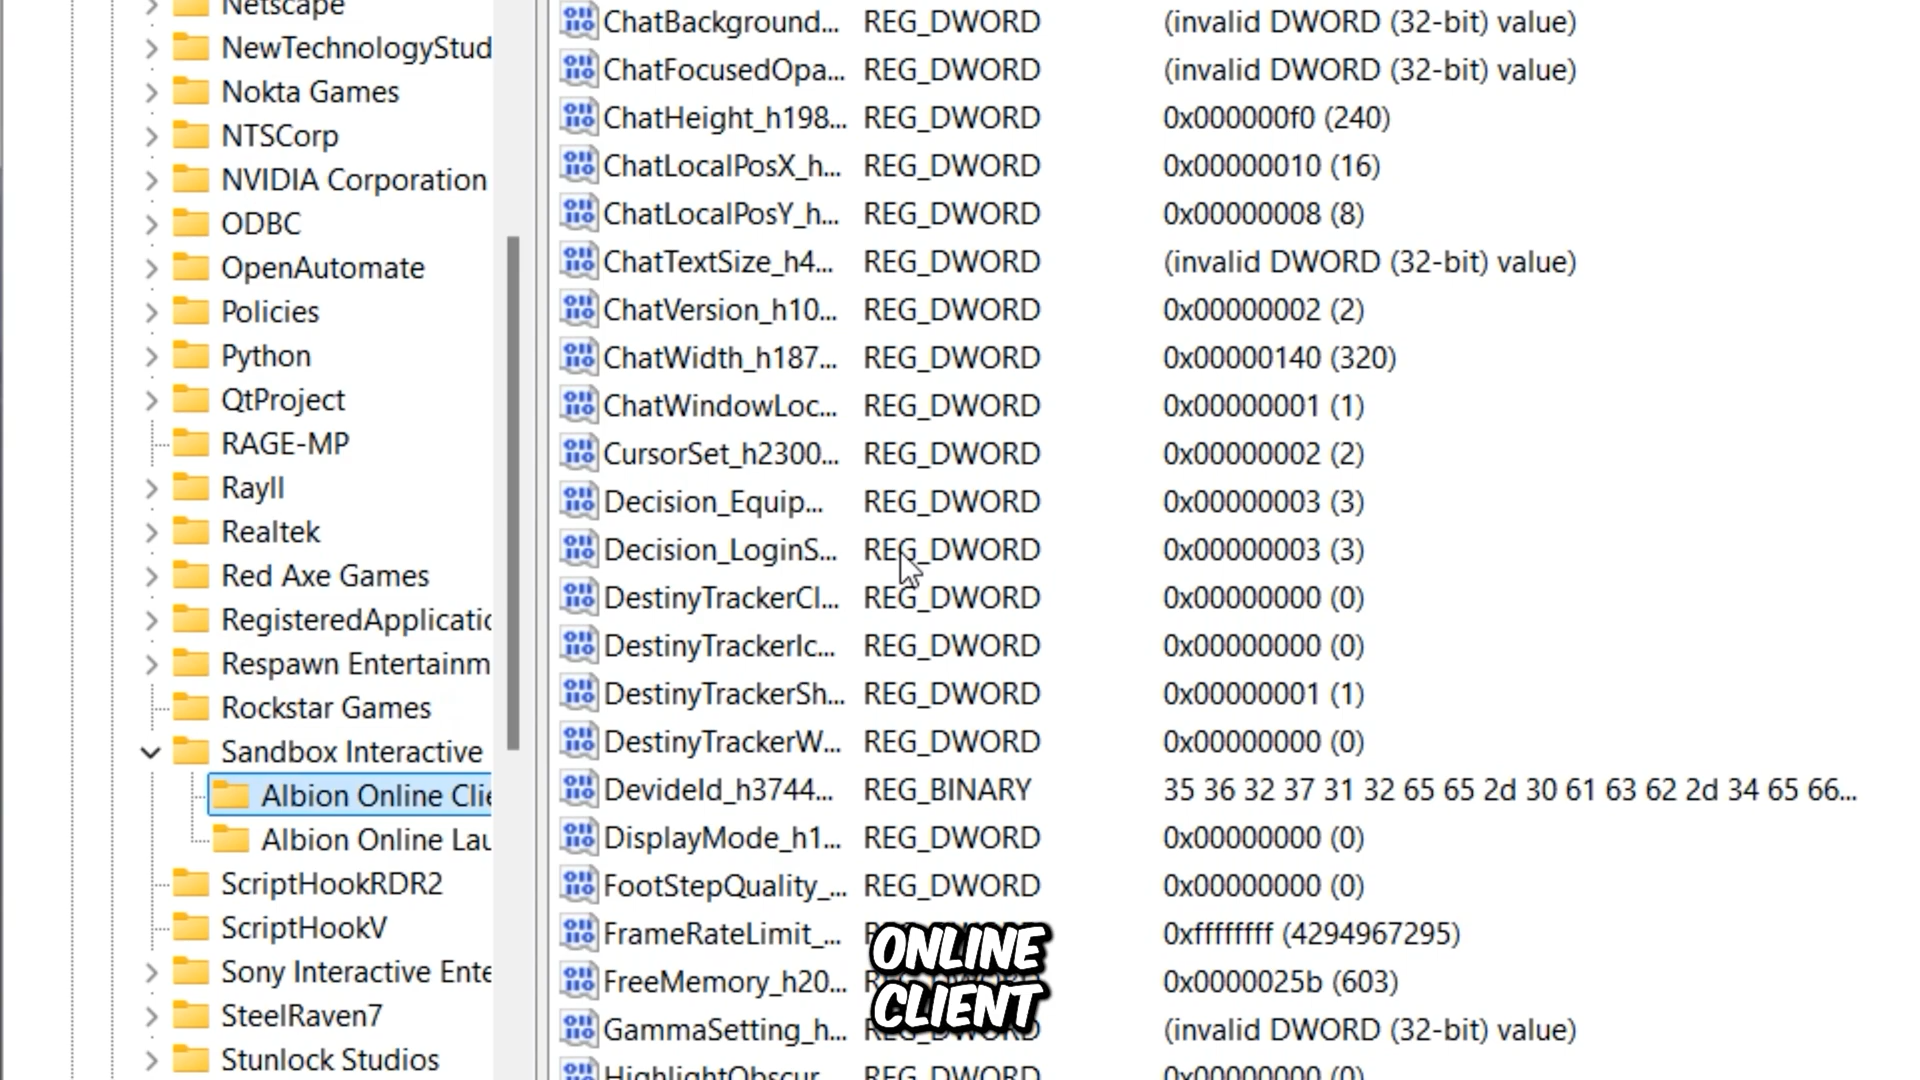 Netscape
NewTechnologyStud
Nokta Games
NTSCorp
NVIDIA Corporation
ODBC
OpenAutomate
Policies
Python
QtProject
RAGE-MP
Rayll
Realtek
Red Axe Games
RegisteredApplicatic
Respawn Entertainm
Rockstar Games
Sandbox Interactive
Albion Online Clie
Albion Online Lau
ScriptHookRDR2
ScriptHookV
Sony Interactive Ente
SteelRaven7
Stunlock Studios
ChatBackground... REG_DWORD (invalid DWORD (32-bit) value)
ChatFocusedOpa... REG_DWORD (invalid DWORD (32-bit) value)
ChatHeight_h198... REG_DWORD 0x000000f0 (240)
ChatLocalPosX_h... REG_DWORD 0x00000010 (16)
ChatLocalPosY_h... REG_DWORD 0x00000008 (8)
ChatTextSize_h4... REG_DWORD (invalid DWORD (32-bit) value)
ChatVersion_h10... REG_DWORD 0x00000002 (2)
ChatWidth_h187... REG_DWORD 0x00000140 (320)
ChatWindowLoc... REG_DWORD 0x00000001 (1)
CursorSet_h2300... REG_DWORD 0x00000002 (2)
Decision_Equip... REG_DWORD 0x00000003 (3)
Decision_LoginS... REG_DWORD 0x00000003 (3)
DestinyTrackerCl... REG_DWORD 0x00000000 (0)
DestinyTrackerIc... REG_DWORD 0x00000000 (0)
DestinyTrackerSh... REG_DWORD 0x00000001 (1)
DestinyTrackerW... REG_DWORD 0x00000000 (0)
DevideId_h3744... REG_BINARY 35 36 32 37 31 32 65 65 2d 30 61 63 62 2d 34 65 66...
DisplayMode_h1... REG_DWORD 0x00000000 (0)
FootStepQuality_... REG_DWORD 0x00000000 (0)
FrameRateLimit_... 0xffffffff (4294967295)
FreeMemory_h20... 0x0000025b (603)
GammaSetting_h... REG_DWORD (invalid DWORD (32-bit) value)
HighlightObscur... REG_DWORD 0x00000000 (0)
ONLINE
CLIENT